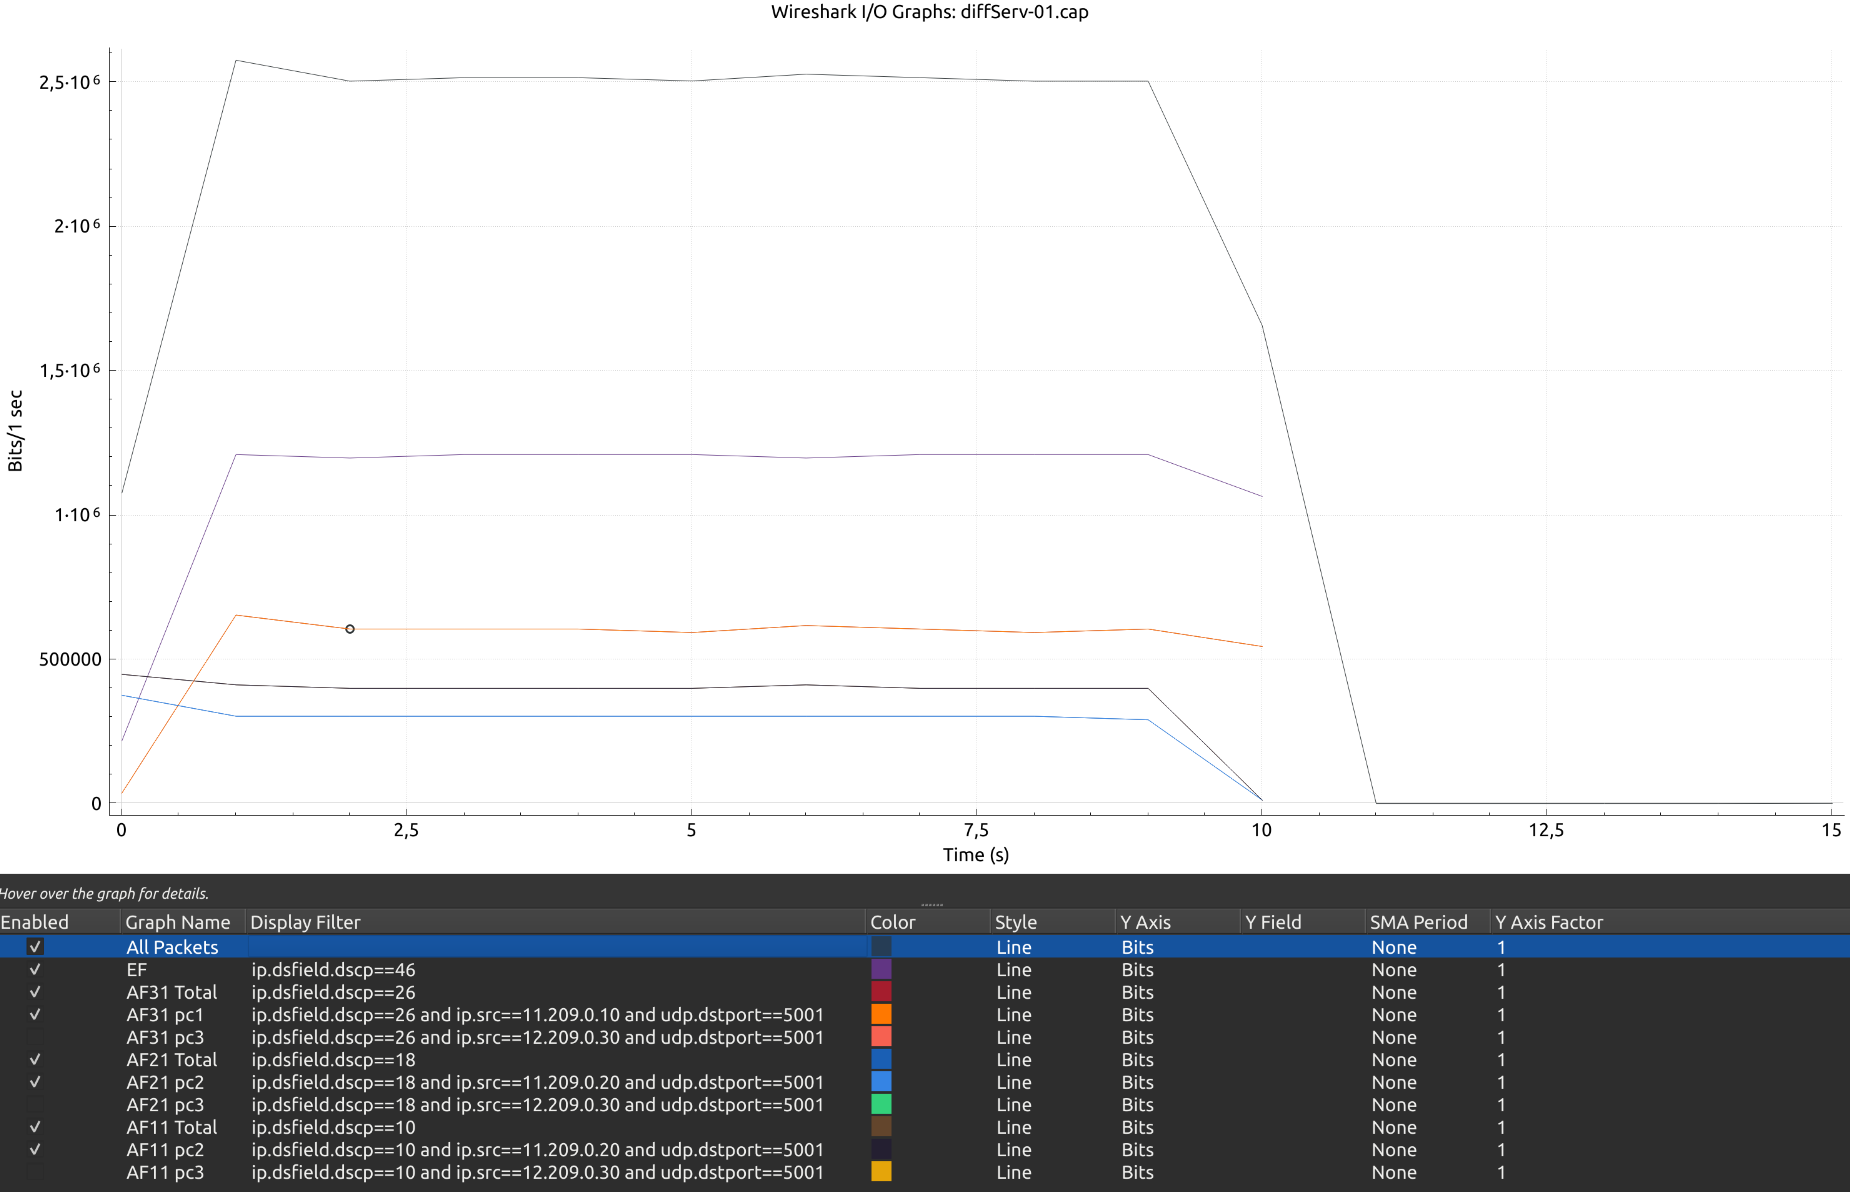 Wireshark I/O Graphs: diffServ-01.cap
2,5·10⁶
2·10⁶
1,5·10⁶
1·10⁶
500000
0
Bits/1 sec
0 2,5 5 7,5 10 12,5 15
Time (s)
Hover over the graph for details.
Enabled Graph Name Display Filter Color Style Y Axis Y Field SMA Period Y Axis Factor
All Packets Line Bits None 1
EF ip.dsfield.dscp==46 Line Bits None 1
AF31 Total ip.dsfield.dscp==26 Line Bits None 1
AF31 pc1 ip.dsfield.dscp==26 and ip.src==11.209.0.10 and udp.dstport==5001 Line Bits None 1
AF31 pc3 ip.dsfield.dscp==26 and ip.src==12.209.0.30 and udp.dstport==5001 Line Bits None 1
AF21 Total ip.dsfield.dscp==18 Line Bits None 1
AF21 pc2 ip.dsfield.dscp==18 and ip.src==11.209.0.20 and udp.dstport==5001 Line Bits None 1
AF21 pc3 ip.dsfield.dscp==18 and ip.src==12.209.0.30 and udp.dstport==5001 Line Bits None 1
AF11 Total ip.dsfield.dscp==10 Line Bits None 1
AF11 pc2 ip.dsfield.dscp==10 and ip.src==11.209.0.20 and udp.dstport==5001 Line Bits None 1
AF11 pc3 ip.dsfield.dscp==10 and ip.src==12.209.0.30 and udp.dstport==5001 Line Bits None 1